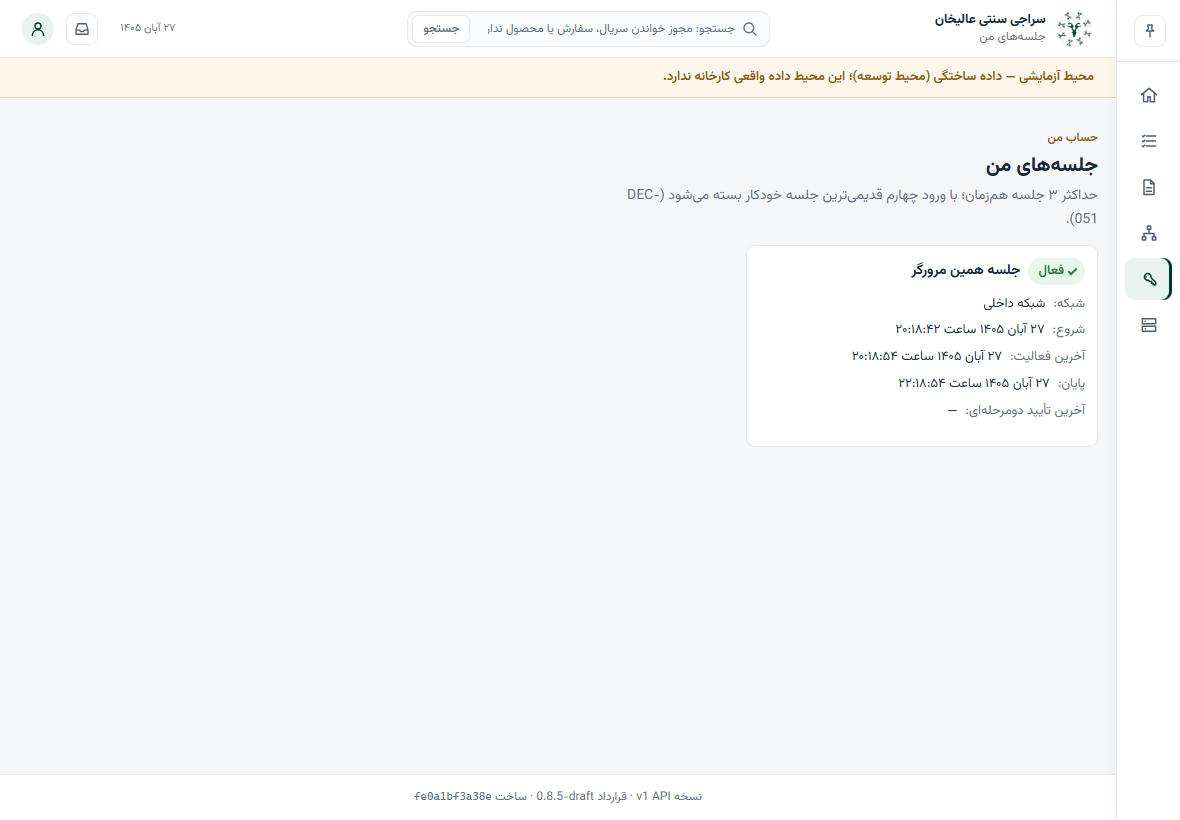 سراجی سنتی عالیخان
جلسه‌های من
جستجو: مجوز خواندن سریال، سفارش یا محصول ندار
جستجو
۲۷ آبان ۱۴۰۵
محیط آزمایشی — داده ساختگی (محیط توسعه)؛ این محیط داده واقعی کارخانه ندارد.
حساب من
جلسه‌های من
حداکثر ۳ جلسه هم‌زمان؛ با ورود چهارم قدیمی‌ترین جلسه خودکار بسته می‌شود (DEC-
051).
فعال جلسه همین مرورگر
شبکه: شبکه داخلی
شروع: ۲۷ آبان ۱۴۰۵ ساعت ۲۰:۱۸:۴۲
آخرین فعالیت: ۲۷ آبان ۱۴۰۵ ساعت ۲۰:۱۸:۵۴
پایان: ۲۷ آبان ۱۴۰۵ ساعت ۲۲:۱۸:۵۴
آخرین تأیید دومرحله‌ای: —
نسخه API v1 · قرارداد 0.8.5-draft · ساخت fe0a1bf3a38e